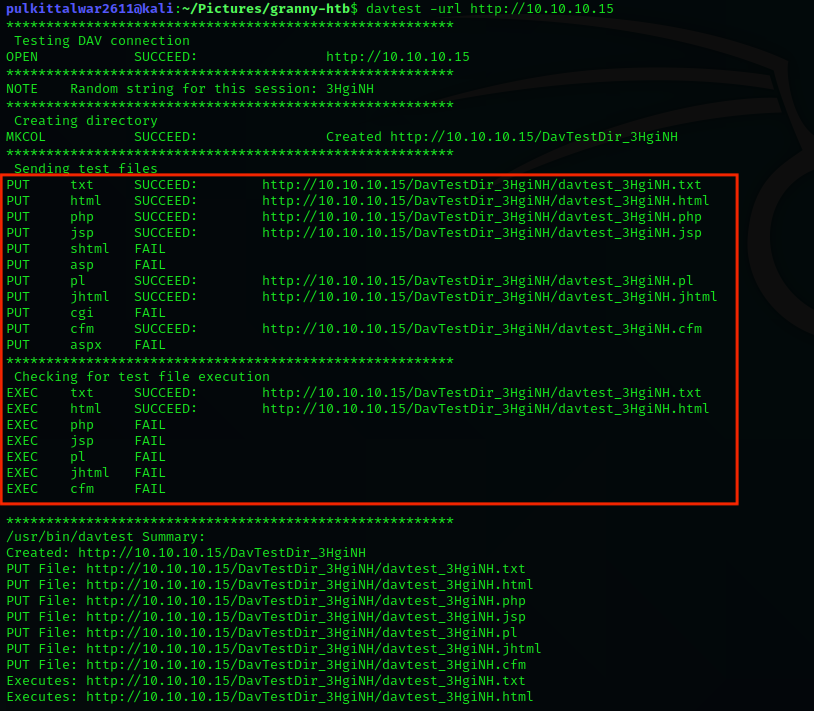 pulkittalwar2611@kali:~/Pictures/granny-htb$ davtest -url http://10.10.10.15
********************************************************
 Testing DAV connection
OPEN            SUCCEED:                http://10.10.10.15
********************************************************
NOTE    Random string for this session: 3HgiNH
********************************************************
 Creating directory
MKCOL           SUCCEED:                Created http://10.10.10.15/DavTestDir_3HgiNH
********************************************************
 Sending test files
PUT     txt     SUCCEED:        http://10.10.10.15/DavTestDir_3HgiNH/davtest_3HgiNH.txt
PUT     html    SUCCEED:        http://10.10.10.15/DavTestDir_3HgiNH/davtest_3HgiNH.html
PUT     php     SUCCEED:        http://10.10.10.15/DavTestDir_3HgiNH/davtest_3HgiNH.php
PUT     jsp     SUCCEED:        http://10.10.10.15/DavTestDir_3HgiNH/davtest_3HgiNH.jsp
PUT     shtml   FAIL
PUT     asp     FAIL
PUT     pl      SUCCEED:        http://10.10.10.15/DavTestDir_3HgiNH/davtest_3HgiNH.pl
PUT     jhtml   SUCCEED:        http://10.10.10.15/DavTestDir_3HgiNH/davtest_3HgiNH.jhtml
PUT     cgi     FAIL
PUT     cfm     SUCCEED:        http://10.10.10.15/DavTestDir_3HgiNH/davtest_3HgiNH.cfm
PUT     aspx    FAIL
********************************************************
 Checking for test file execution
EXEC    txt     SUCCEED:        http://10.10.10.15/DavTestDir_3HgiNH/davtest_3HgiNH.txt
EXEC    html    SUCCEED:        http://10.10.10.15/DavTestDir_3HgiNH/davtest_3HgiNH.html
EXEC    php     FAIL
EXEC    jsp     FAIL
EXEC    pl      FAIL
EXEC    jhtml   FAIL
EXEC    cfm     FAIL
********************************************************
/usr/bin/davtest Summary:
Created: http://10.10.10.15/DavTestDir_3HgiNH
PUT File: http://10.10.10.15/DavTestDir_3HgiNH/davtest_3HgiNH.txt
PUT File: http://10.10.10.15/DavTestDir_3HgiNH/davtest_3HgiNH.html
PUT File: http://10.10.10.15/DavTestDir_3HgiNH/davtest_3HgiNH.php
PUT File: http://10.10.10.15/DavTestDir_3HgiNH/davtest_3HgiNH.jsp
PUT File: http://10.10.10.15/DavTestDir_3HgiNH/davtest_3HgiNH.pl
PUT File: http://10.10.10.15/DavTestDir_3HgiNH/davtest_3HgiNH.jhtml
PUT File: http://10.10.10.15/DavTestDir_3HgiNH/davtest_3HgiNH.cfm
Executes: http://10.10.10.15/DavTestDir_3HgiNH/davtest_3HgiNH.txt
Executes: http://10.10.10.15/DavTestDir_3HgiNH/davtest_3HgiNH.html